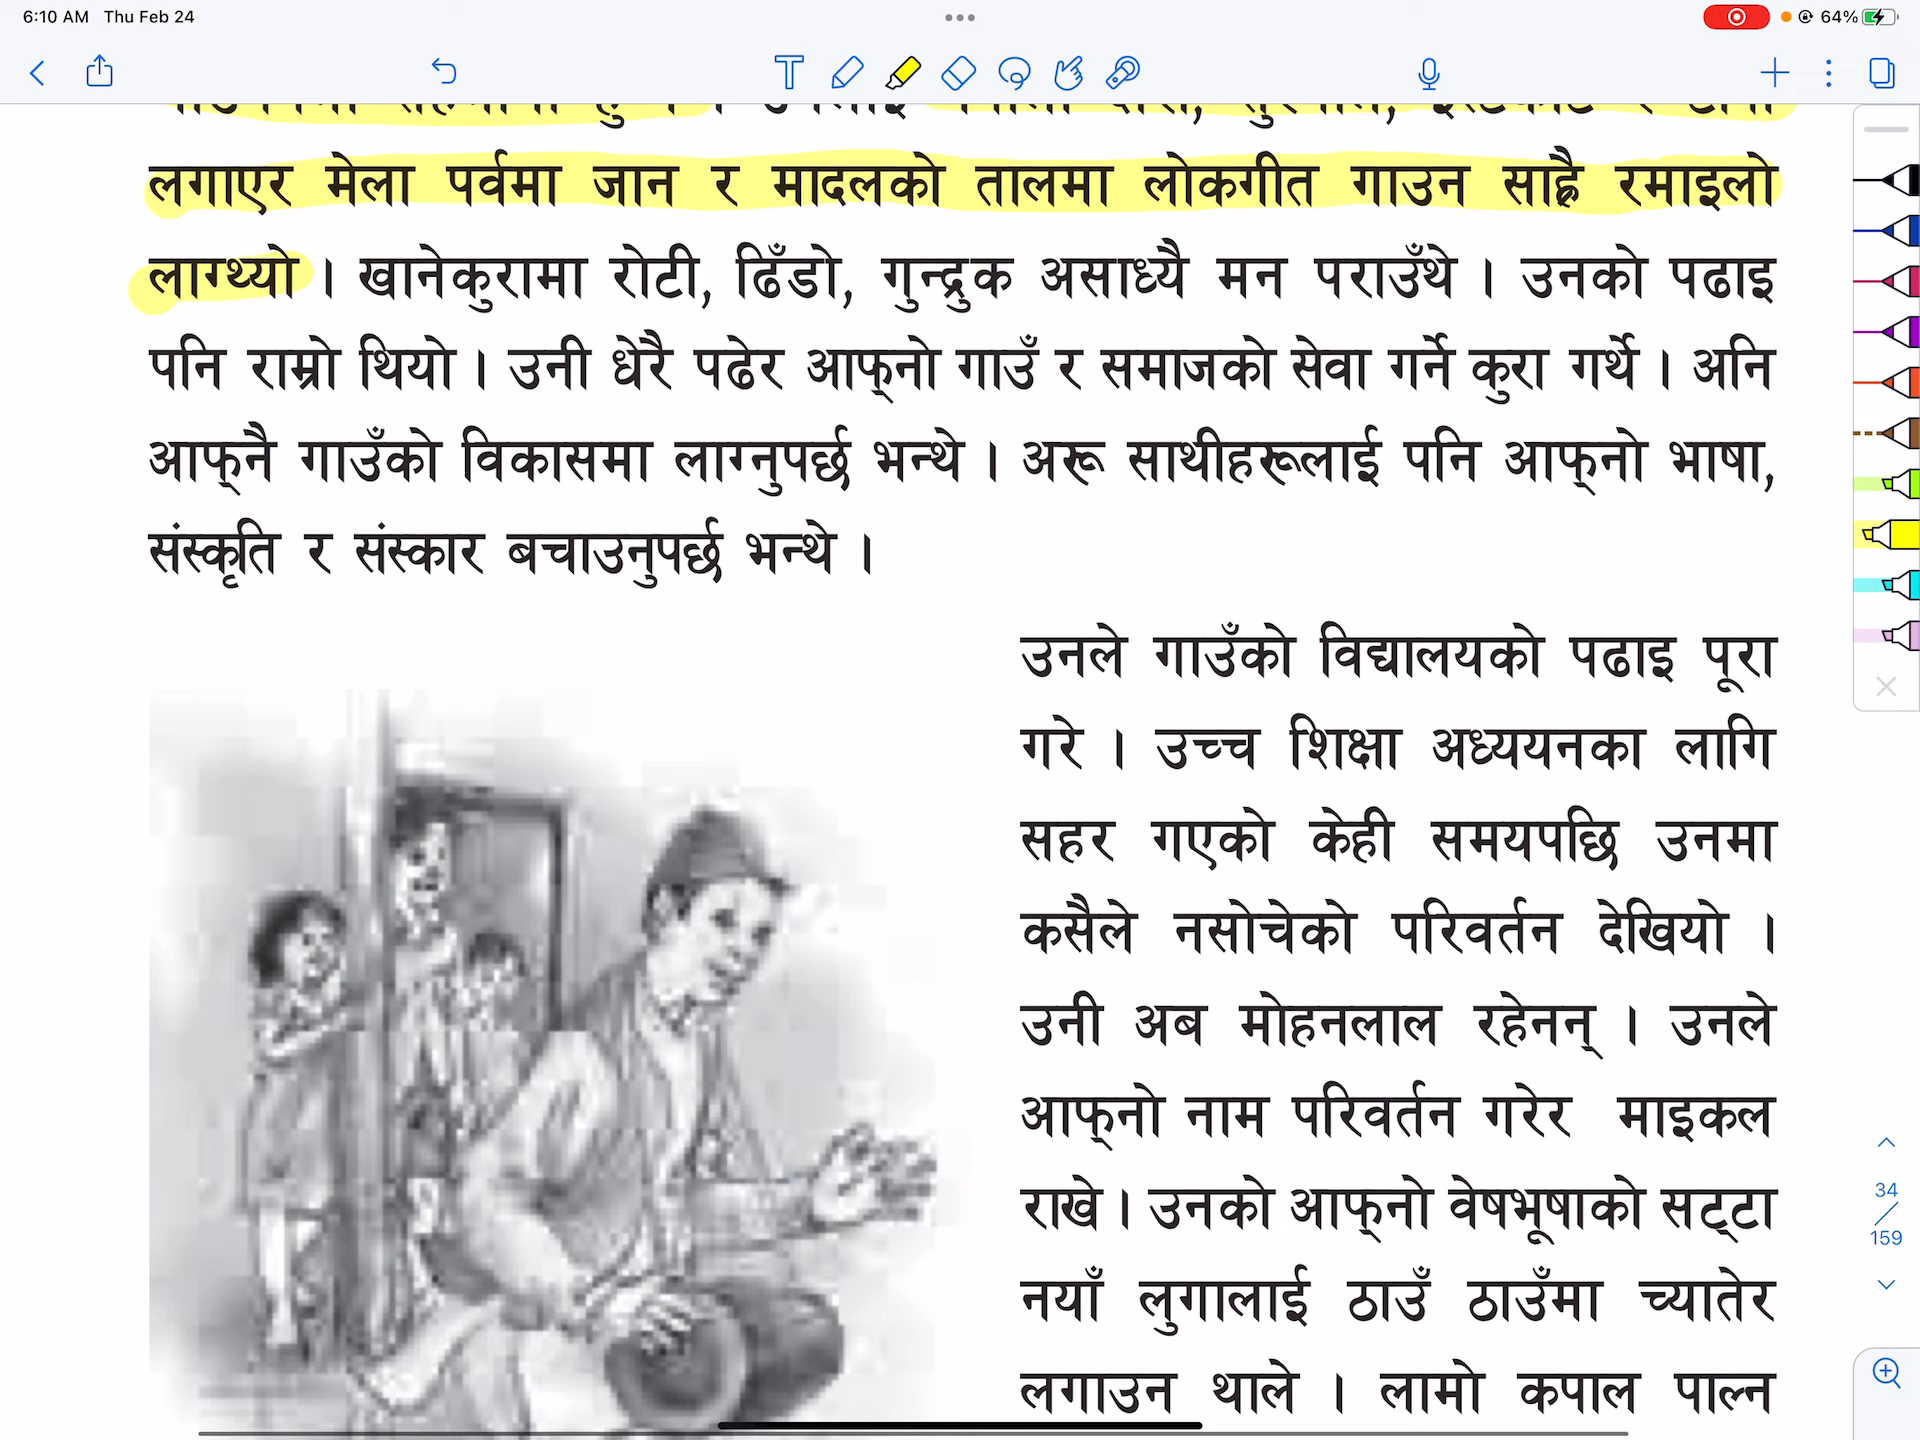 6:10 AM Thu Feb 24
64%
लगाएर मेला पर्वमा जान र मादलको तालमा लोकगीत गाउन साह्रै रमाइलो
लाग्थ्यो । खानेकुरामा रोटी, ढिँडो, गुन्द्रुक असाध्यै मन पराउँथे । उनको पढाइ
पनि राम्रो थियो । उनी धेरै पढेर आफ्‌नो गाउँ र समाजको सेवा गर्ने कुरा गर्थे । अनि
आफ्‌नै गाउँको विकासमा लाग्नुपर्छ भन्थे । अरू साथीहरूलाई पनि आफ्‌नो भाषा,
संस्कृति र संस्कार बचाउनुपर्छ भन्थे ।
उनले गाउँको विद्यालयको पढाइ पूरा
गरे । उच्च शिक्षा अध्ययनका लागि
सहर गएको केही समयपछि उनमा
कसैले नसोचेको परिवर्तन देखियो ।
उनी अब मोहनलाल रहेनन् । उनले
आफ्‌नो नाम परिवर्तन गरेर माइकल
राखे । उनको आफ्‌नो वेषभूषाको सट्‌टा
नयाँ लुगालाई ठाउँ ठाउँमा च्यातेर
लगाउन थाले । लामो कपाल पाल्न
34
/
159